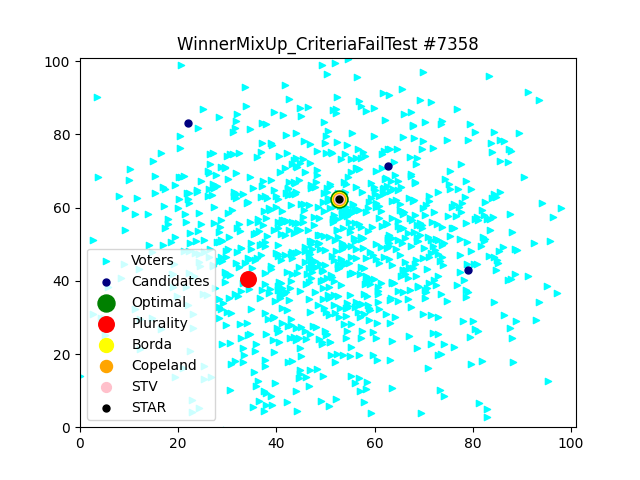 WinnerMixUp_CriteriaFailTest #7358
100
80
60
40
20
0
0
20
40
60
80
100
Voters
Candidates
Optimal
Plurality
Borda
Copeland
STV
STAR